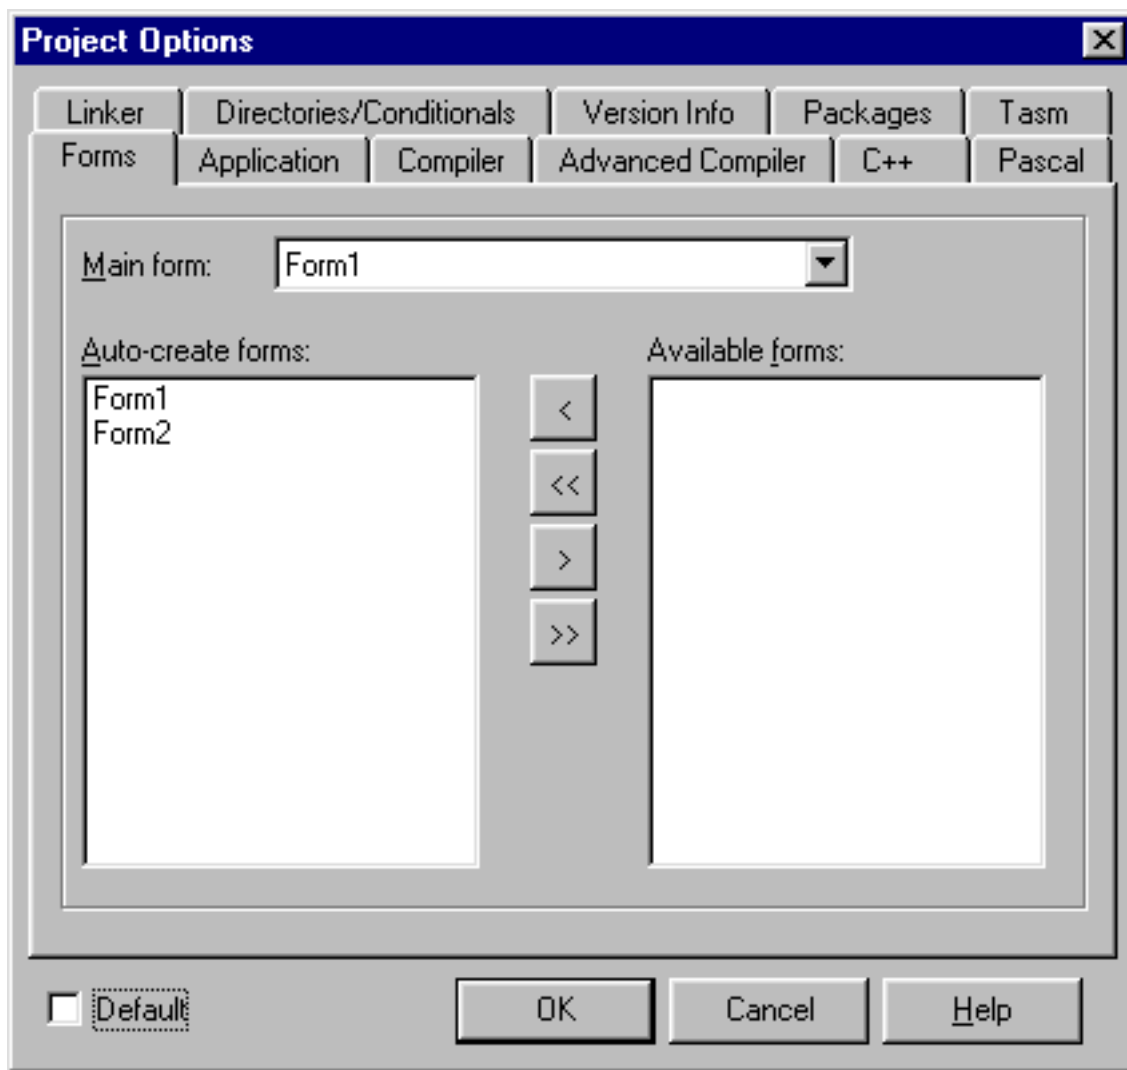 Project Options
Linker Directories/Conditionals Version Info Packages Tasm
Forms Application Compiler Advanced Compiler C++ Pascal
Main form: Form1
Auto-create forms: Available forms:
Form1
Form2
<
<<
>
>>
Default OK Cancel Help